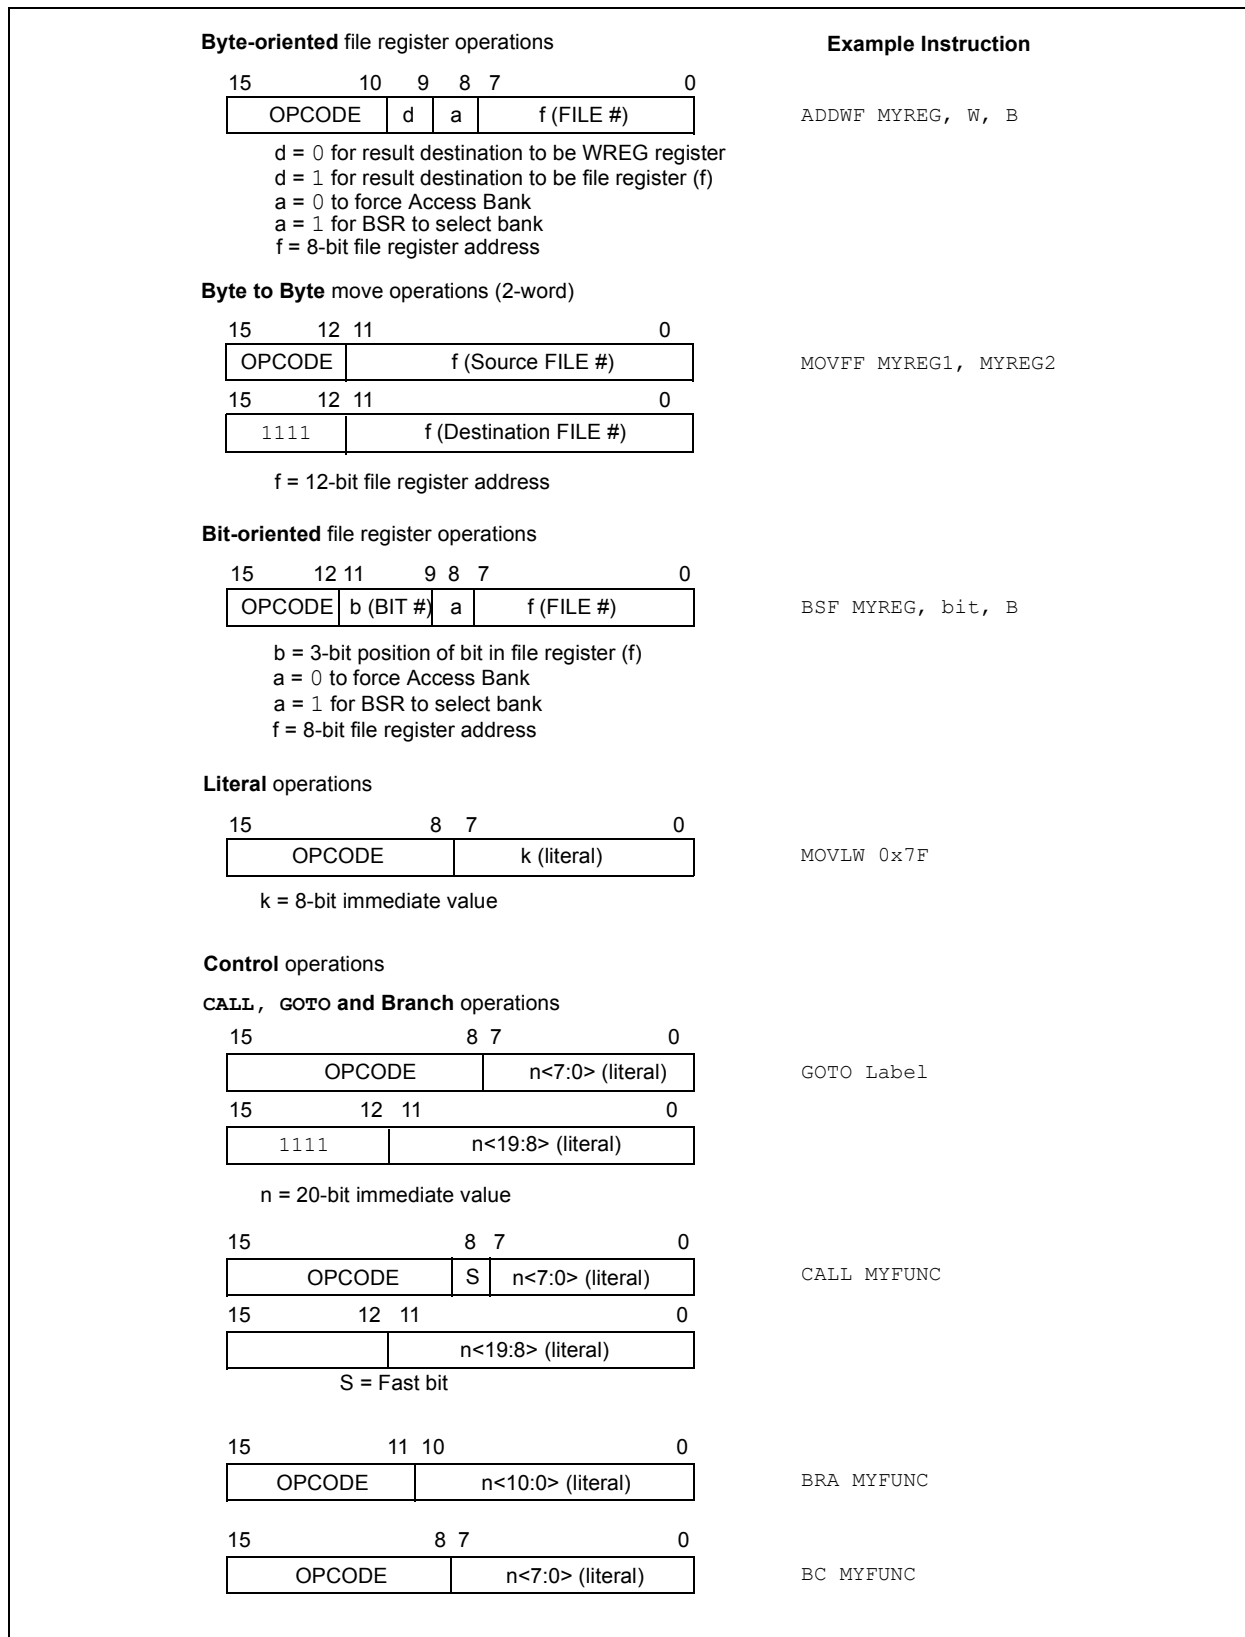 Byte-oriented file register operations
Example Instruction
15 10 9 8 7 0
OPCODE d a f (FILE #)
ADDWF MYREG, W, B
d = 0 for result destination to be WREG register
d = 1 for result destination to be file register (f)
a = 0 to force Access Bank
a = 1 for BSR to select bank
f = 8-bit file register address
Byte to Byte move operations (2-word)
15 12 11 0
OPCODE f (Source FILE #)
MOVFF MYREG1, MYREG2
15 12 11 0
1111 f (Destination FILE #)
f = 12-bit file register address
Bit-oriented file register operations
15 12 11 9 8 7 0
OPCODE b (BIT #) a f (FILE #)
BSF MYREG, bit, B
b = 3-bit position of bit in file register (f)
a = 0 to force Access Bank
a = 1 for BSR to select bank
f = 8-bit file register address
Literal operations
15 8 7 0
OPCODE k (literal)
MOVLW 0x7F
k = 8-bit immediate value
Control operations
CALL, GOTO and Branch operations
15 8 7 0
OPCODE n<7:0> (literal)
GOTO Label
15 12 11 0
1111 n<19:8> (literal)
n = 20-bit immediate value
15 8 7 0
OPCODE S n<7:0> (literal)
CALL MYFUNC
15 12 11 0
n<19:8> (literal)
S = Fast bit
15 11 10 0
OPCODE n<10:0> (literal)
BRA MYFUNC
15 8 7 0
OPCODE n<7:0> (literal)
BC MYFUNC